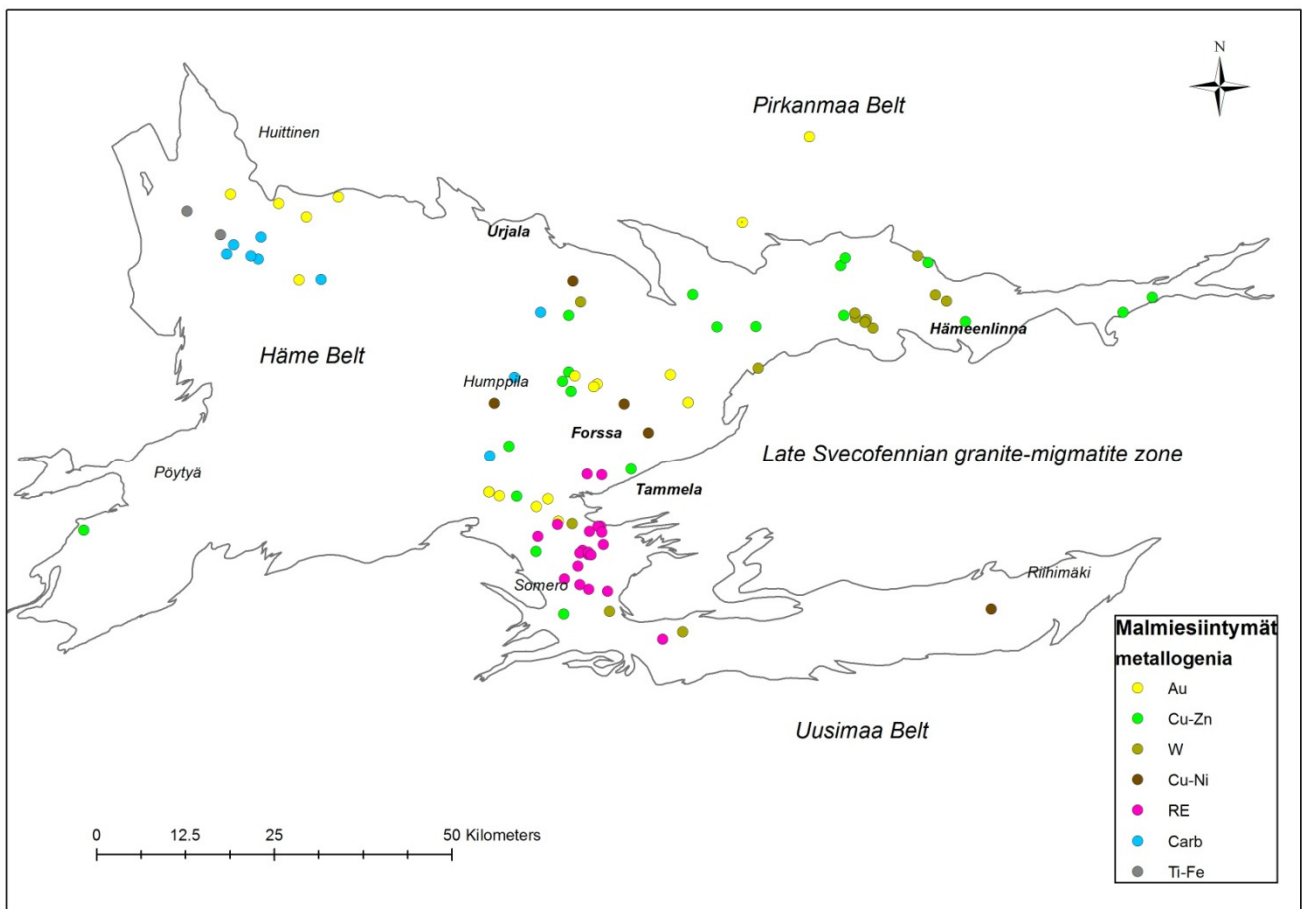 N
Pirkanmaa Belt
Huittinen
Urjala
Hämeenlinna
Häme Belt
Humppila
Forssa
Late Svecofennian granite-migmatite zone
Pöytyä
Tammela
Riihimäki
Somero
Malmiesiintymät
metallogenia
Au
Cu-Zn
W
Cu-Ni
RE
Carb
Ti-Fe
Uusimaa Belt
0 12.5 25 50 Kilometers